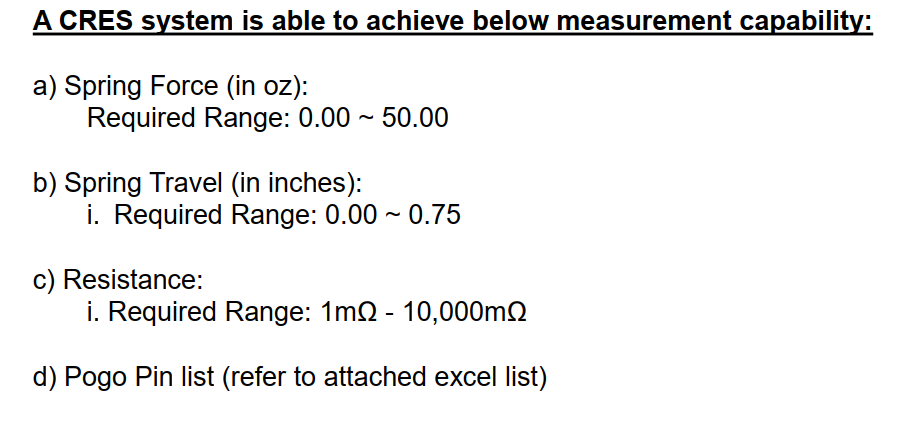 A CRES system is able to achieve below measurement capability:
a) Spring Force (in oz):
Required Range: 0.00 ~ 50.00
b) Spring Travel (in inches):
i. Required Range: 0.00 ~ 0.75
c) Resistance:
i. Required Range: 1mΩ - 10,000mΩ
d) Pogo Pin list (refer to attached excel list)